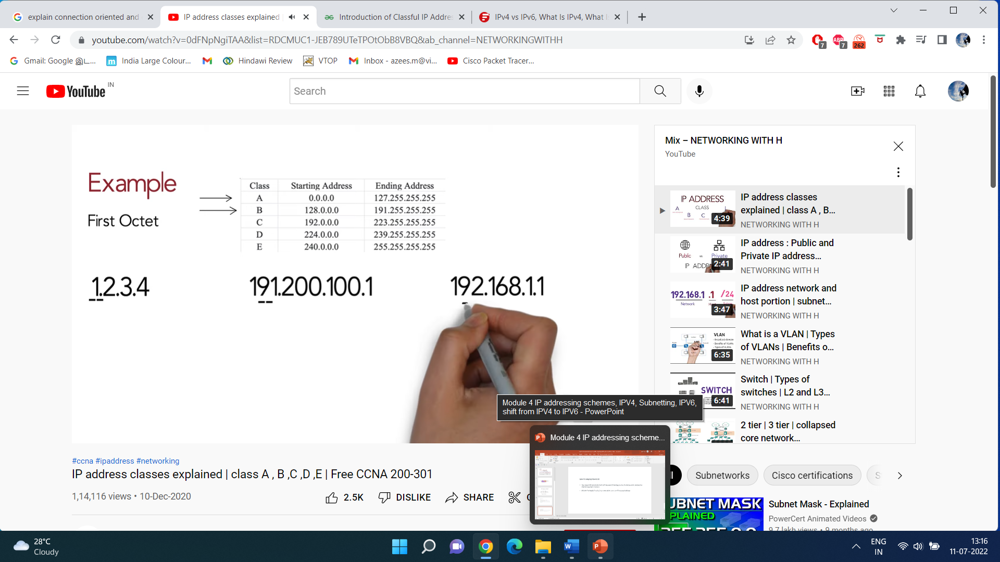 explain connection oriented and
IP address classes explained
Introduction of Classful IP Addre
IPv4 vs IPv6, What Is IPv4, What I
youtube.com/watch?v=0dFNpNgiTAA&list=RDCMUC1-JEB789UTeTPOtObB8VBQ&ab_channel=NETWORKINGWITHH
7
ABP
7
262
Gmail: Google இட...
India Large Colour...
Hindawi Review
VTOP
Inbox - azees.m@vi...
Cisco Packet Tracer...
YouTube IN
Search
Example
First Octet
Class Starting Address Ending Address
A 0.0.0.0 127.255.255.255
B 128.0.0.0 191.255.255.255
C 192.0.0.0 223.255.255.255
D 224.0.0.0 239.255.255.255
E 240.0.0.0 255.255.255.255
1.2.3.4 191.200.100.1 192.168.1.1
Mix – NETWORKING WITH H
YouTube
IP ADDRESS
CLASS
A
B C
4:39
IP address classes
explained | class A , B...
NETWORKING WITH H
Public vs Private
IP ADDR
2:41
IP address : Public and
Private IP address...
NETWORKING WITH H
192.168.1 .1 /24
Network
3:47
IP address network and
host portion | subnet...
NETWORKING WITH H
VLAN
6:35
What is a VLAN | Types
of VLANs | Benefits o...
NETWORKING WITH H
SWITCH
6:41
Switch | Types of
switches | L2 and L3...
NETWORKING WITH H
2 tier | 3 tier | collapsed
core network...
Module 4 IP addressing schemes, IPV4, Subnetting, IPV6,
shift from IPV4 to IPV6 - PowerPoint
Module 4 IP addressing scheme...
#ccna #ipaddress #networking
IP address classes explained | class A , B ,C ,D ,E | Free CCNA 200-301
1,14,116 views • 10-Dec-2020
2.5K DISLIKE SHARE
Subnetworks
Cisco certifications
S
UBNET MASK
PLAINED
Subnet Mask - Explained
PowerCert Animated Videos
9.7 lakh views • 9 months ago
28°C
Cloudy
ENG
IN
13:16
11-07-2022